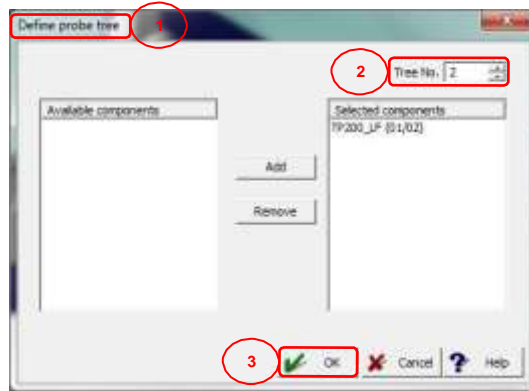 Define probe tree 1
2 Tree No. 2
Available components
Selected components
TP200_LF (01/02)
Add
Remove
3 OK Cancel ? Help